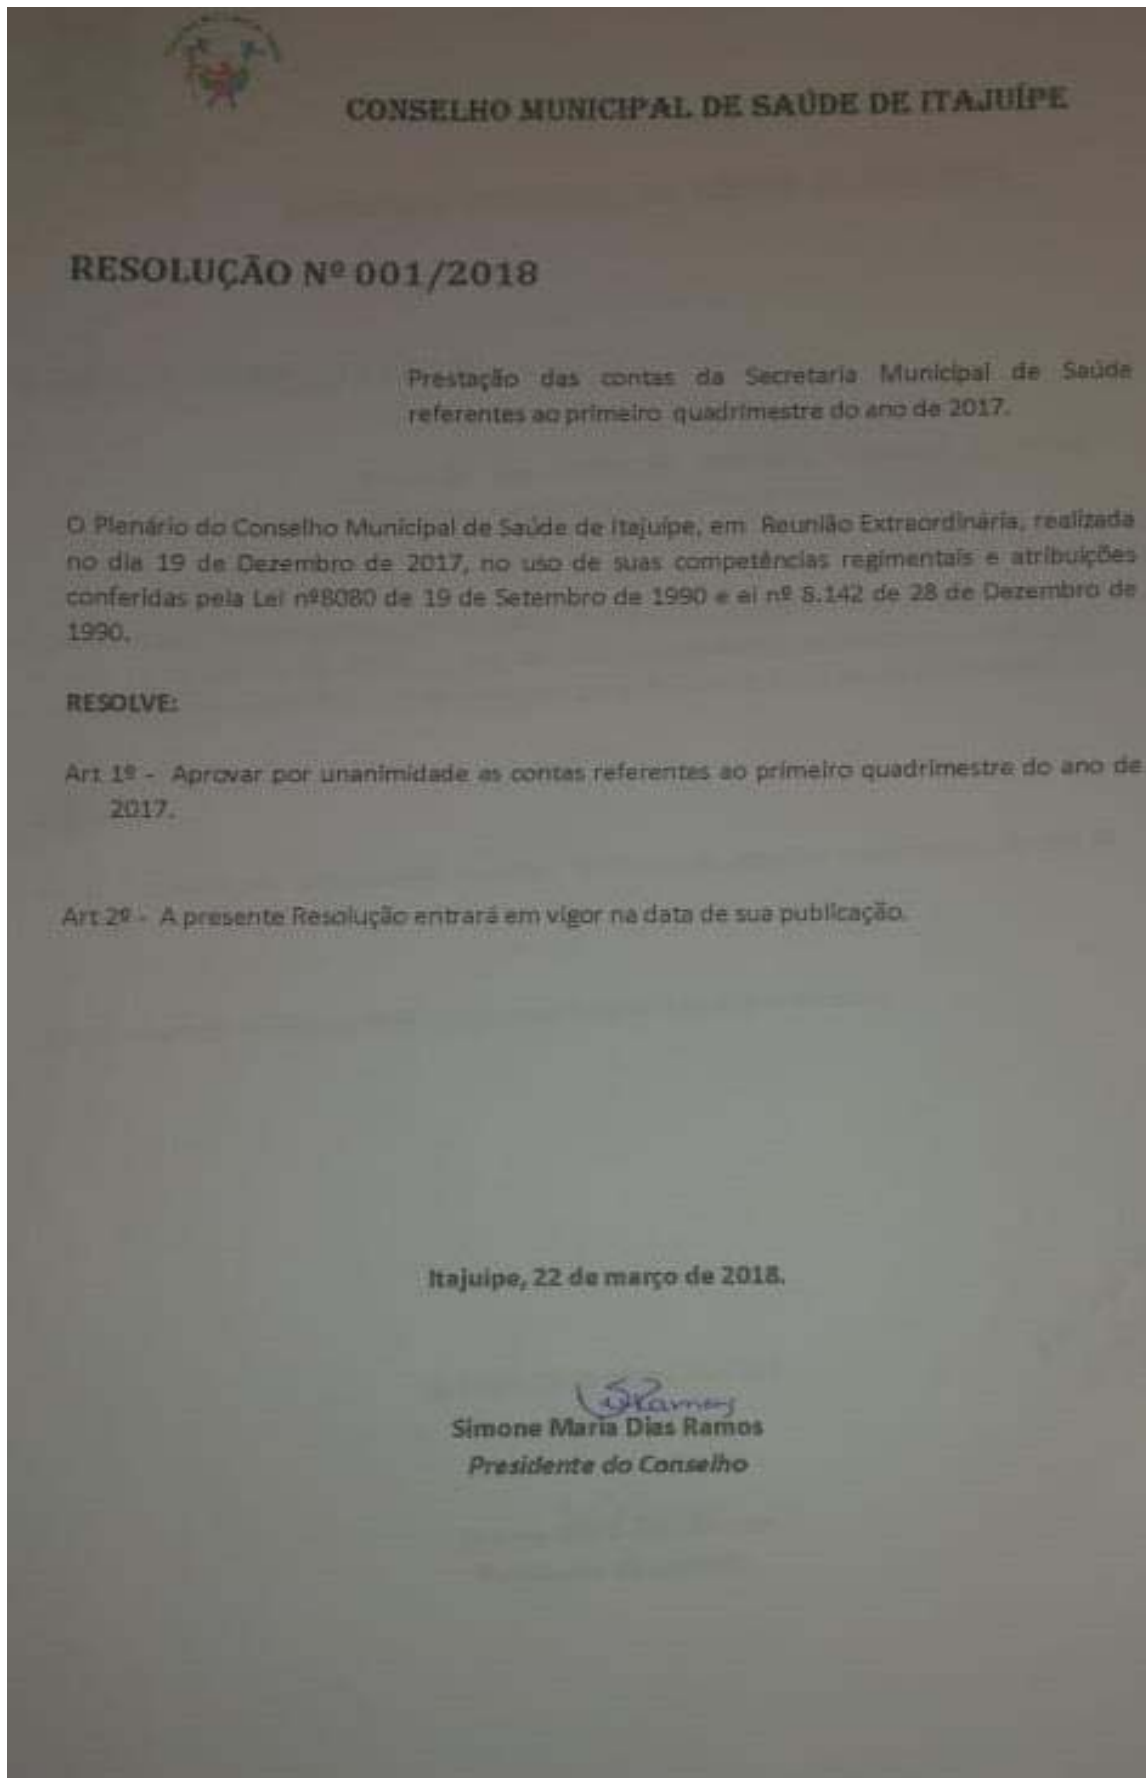 CONSELHO MUNICIPAL DE SAÚDE DE ITAJUÍPE
RESOLUÇÃO Nº 001/2018
Prestação das contas da Secretaria Municipal de Saúde
referentes ao primeiro quadrimestre do ano de 2017.
O Plenário do Conselho Municipal de Saúde de Itajuípe, em Reunião Extraordinária, realizada
no dia 19 de Dezembro de 2017, no uso de suas competências regimentais e atribuições
conferidas pela Lei nº8080 de 19 de Setembro de 1990 e ei nº 8.142 de 28 de Dezembro de
1990.
RESOLVE:
Art 1º - Aprovar por unanimidade as contas referentes ao primeiro quadrimestre do ano de
2017.
Art 2º - A presente Resolução entrará em vigor na data de sua publicação.
Itajuipe, 22 de março de 2018.
Ramos
Simone Maria Dias Ramos
Presidente do Conselho